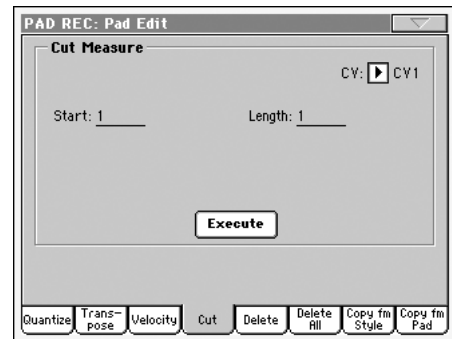 PAD REC: Pad Edit
Cut Measure
CV: CV1
Start: 1
Length: 1
Execute
Quantize
Trans-
pose
Velocity
Cut
Delete
Delete
All
Copy fm
Style
Copy fm
Pad